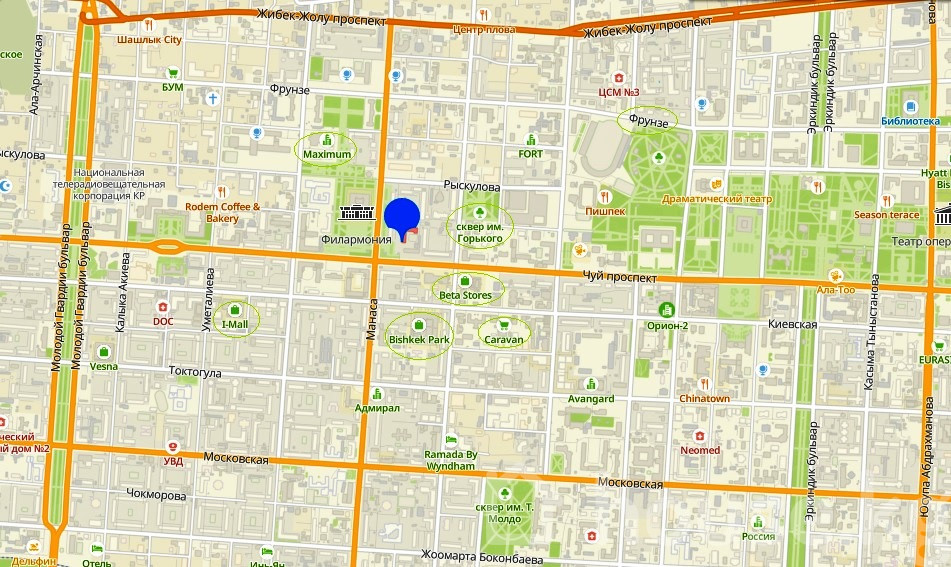 Жибек-Жолу проспект
Шашлык City
Центр плова
Жибек-Жолу проспект
ское
Ала-Арчинская
БУМ
Фрунзе
ЦСМ №3
Фрунзе
Эркиндик бульвар
Эркиндик бульвар
Библиотека
Maximum
FORT
ыскулова
Национальная
телерадиовещательная
корпорация КР
Рыскулова
Hyatt
Bis
Rodem Coffee &
Bakery
Пишпек
Драматический театр
Season terace
сквер им.
Горького
Филармония
Театр опер
Молодой Гвардии бульвар
Молодой Гвардии бульвар
Калыка Акиева
Уметалиева
Чуй проспект
Beta Stores
Ала-Тоо
DOC
I-Mall
Манаса
Bishkek Park
Caravan
Орион-2
Киевская
Касыма Тыныстанова
Vesna
EURAS
Токтогула
Адмирал
Avangard
Chinatown
ческий
ый дом №2
УВД
Московская
Ramada By
Wyndham
Neomed
Московская
Эркиндик бульвар
Юсупа Абдрахманова
Чокморова
сквер им. Т.
Молдо
Россия
Дельфин
Отель
Инь-Ян
Жоомарта Боконбаева